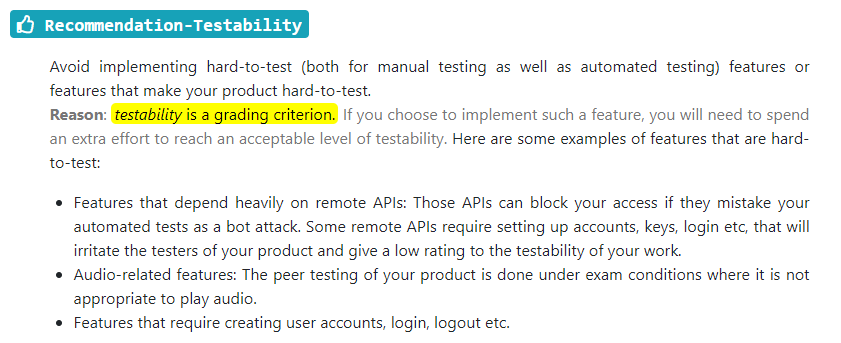 Recommendation-Testability
Avoid implementing hard-to-test (both for manual testing as well as automated testing) features or
features that make your product hard-to-test.
Reason: testability is a grading criterion. If you choose to implement such a feature, you will need to spend
an extra effort to reach an acceptable level of testability. Here are some examples of features that are hard-
to-test:
• Features that depend heavily on remote APIs: Those APIs can block your access if they mistake your
automated tests as a bot attack. Some remote APIs require setting up accounts, keys, login etc, that will
irritate the testers of your product and give a low rating to the testability of your work.
• Audio-related features: The peer testing of your product is done under exam conditions where it is not
appropriate to play audio.
• Features that require creating user accounts, login, logout etc.